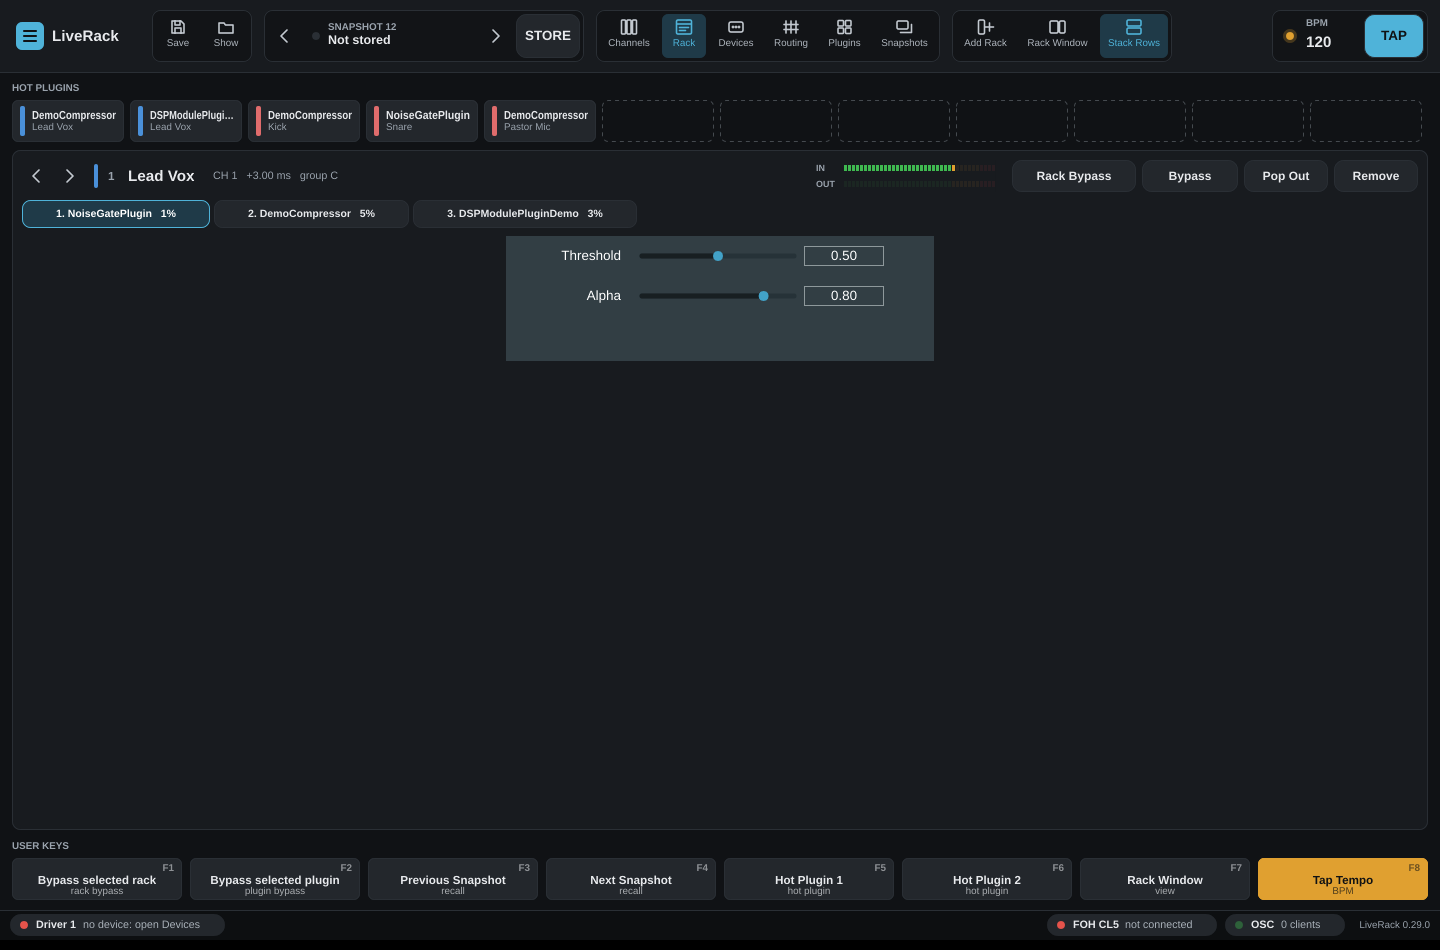 LiveRack
Save
Show
SNAPSHOT 12
Not stored
STORE
Channels
Rack
Devices
Routing
Plugins
Snapshots
Add Rack
Rack Window
Stack Rows
BPM
120
TAP
HOT PLUGINS
DemoCompressor
Lead Vox
DSPModulePlugi...
Lead Vox
DemoCompressor
Kick
NoiseGatePlugin
Snare
DemoCompressor
Pastor Mic
1 Lead Vox CH 1 +3.00 ms group C
IN
OUT
Rack Bypass
Bypass
Pop Out
Remove
1. NoiseGatePlugin 1%
2. DemoCompressor 5%
3. DSPModulePluginDemo 3%
Threshold 0.50
Alpha 0.80
USER KEYS
F1
Bypass selected rack
rack bypass
F2
Bypass selected plugin
plugin bypass
F3
Previous Snapshot
recall
F4
Next Snapshot
recall
F5
Hot Plugin 1
hot plugin
F6
Hot Plugin 2
hot plugin
F7
Rack Window
view
F8
Tap Tempo
BPM
Driver 1 no device: open Devices
FOH CL5 not connected
OSC 0 clients
LiveRack 0.29.0